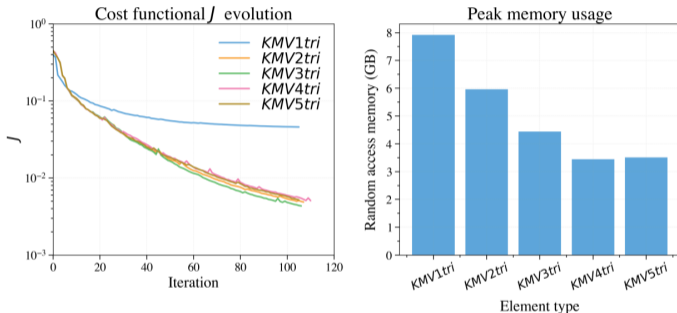 Cost functional J evolution
10⁰
10⁻¹
10⁻²
10⁻³
J
KMV1tri
KMV2tri
KMV3tri
KMV4tri
KMV5tri
0 20 40 60 80 100 120
Iteration
Peak memory usage
8
7
6
5
4
3
2
1
0
Random access memory (GB)
KMV1tri KMV2tri KMV3tri KMV4tri KMV5tri
Element type